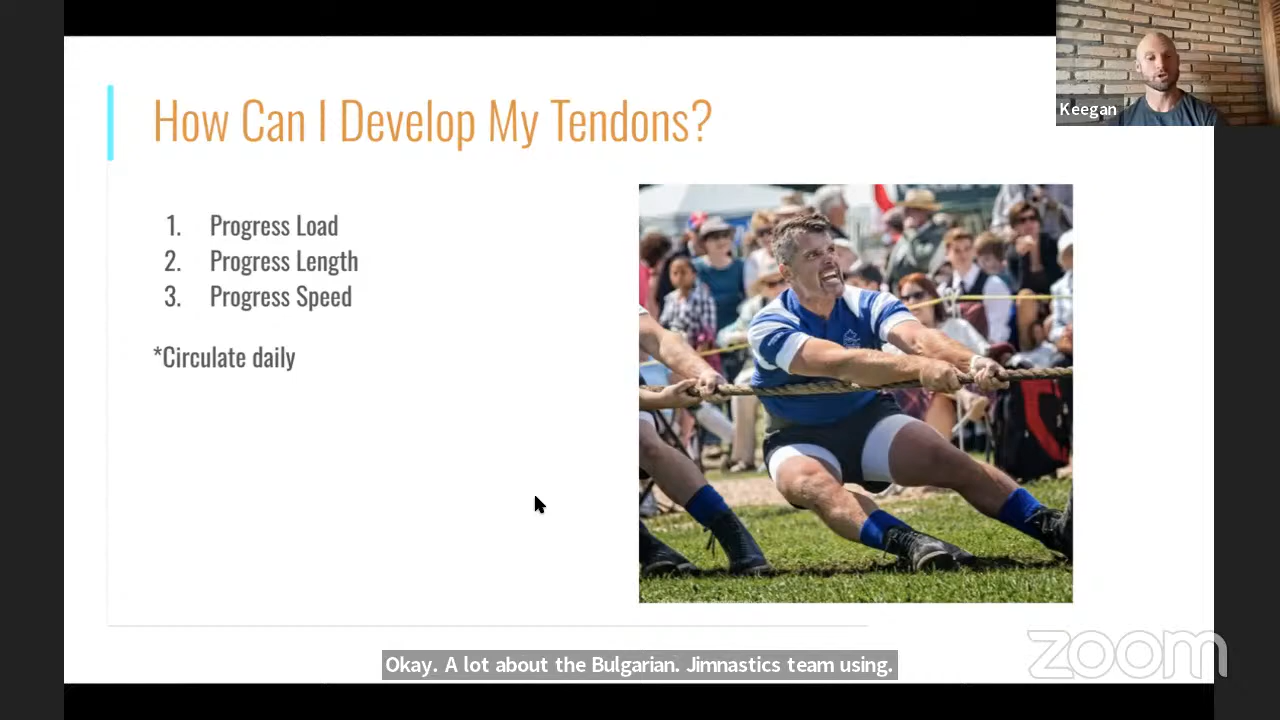 How Can I Develop My Tendons?
Keegan
1. Progress Load
2. Progress Length
3. Progress Speed
*Circulate daily
Okay. A lot about the Bulgarian. Jimnastics team using.
zoom